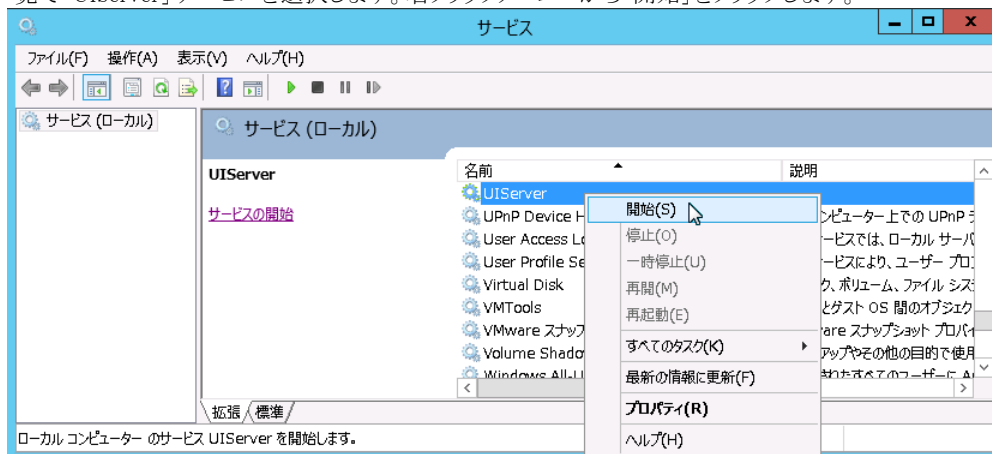 サービス
ファイル(F) 操作(A) 表示(V) ヘルプ(H)
サービス (ローカル)
サービス (ローカル)
UIServer
サービスの開始
名前 説明
UIServer
UPnP Device H ンピューター上での UPnP
User Access Lo ービスでは、ローカル サーバ
User Profile Se ービスにより、ユーザー プロ
Virtual Disk ク、ボリューム、ファイル シス
VMTools とゲスト OS 間のオブジェク
VMware スナップ are スナップショット プロバイ
Volume Shado アップやその他の目的で使用
Windows All-U
開始(S)
停止(O)
一時停止(U)
再開(M)
再起動(E)
すべてのタスク(K)
最新の情報に更新(F)
プロパティ(R)
ヘルプ(H)
拡張 標準
ローカル コンピューター のサービス UIServer を開始します。